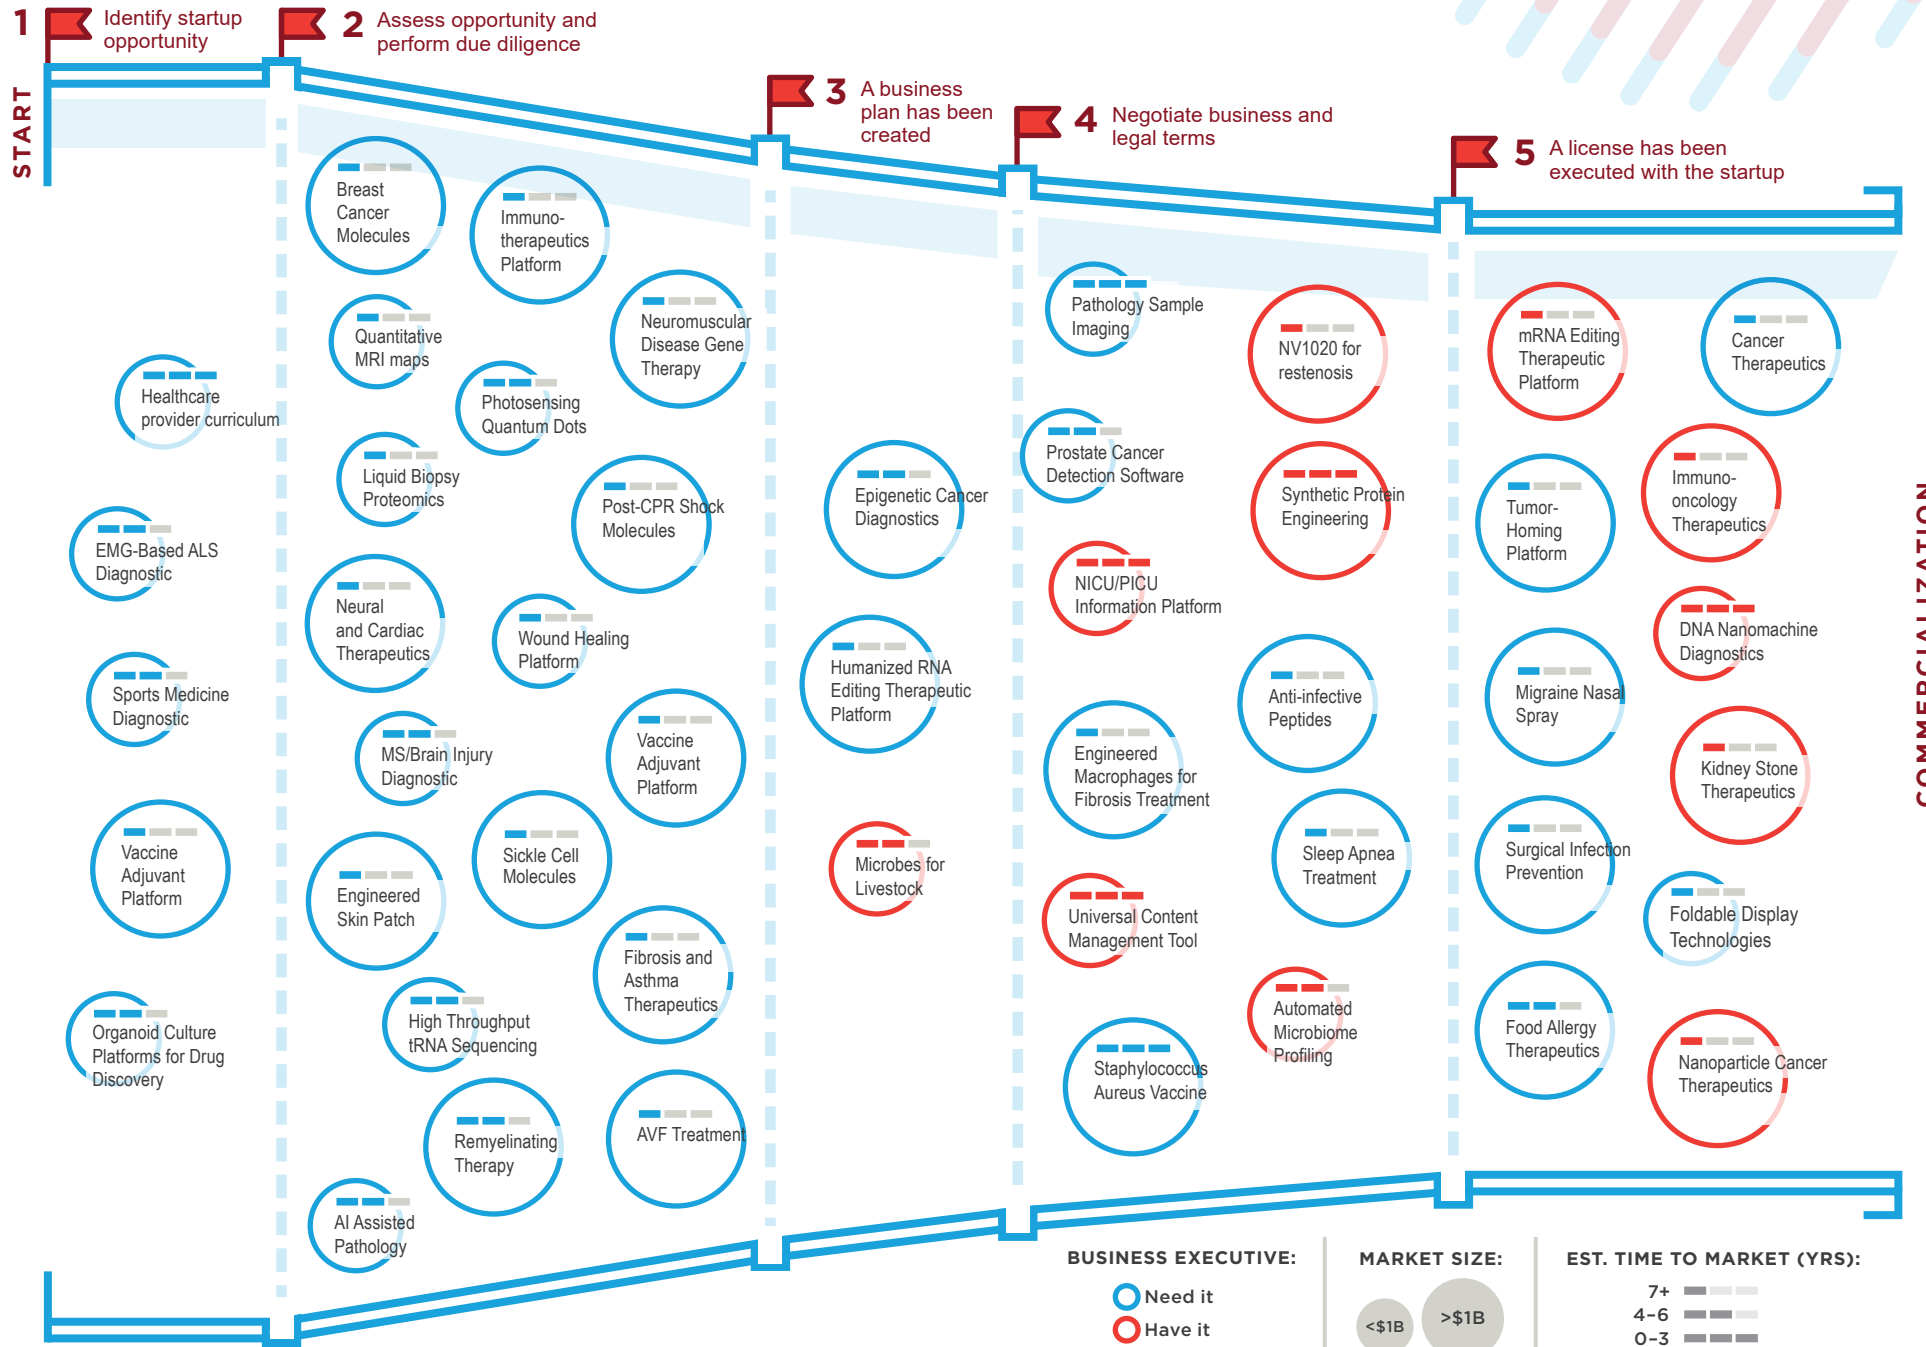 1
Identify startup
opportunity
2
Assess opportunity and
perform due diligence
3
A business
plan has been
created
4
Negotiate business and
legal terms
5
A license has been
executed with the startup
START
Healthcare
provider curriculum
EMG-Based ALS
Diagnostic
Sports Medicine
Diagnostic
Vaccine
Adjuvant
Platform
Organoid Culture
Platforms for Drug
Discovery
Breast
Cancer
Molecules
Immuno-
therapeutics
Platform
Quantitative
MRI maps
Neuromuscular
Disease Gene
Therapy
Photosensing
Quantum Dots
Liquid Biopsy
Proteomics
Post-CPR Shock
Molecules
Neural
and Cardiac
Therapeutics
Wound Healing
Platform
MS/Brain Injury
Diagnostic
Vaccine
Adjuvant
Platform
Sickle Cell
Molecules
Engineered
Skin Patch
Fibrosis and
Asthma
Therapeutics
High Throughput
tRNA Sequencing
Remyelinating
Therapy
AVF Treatment
AI Assisted
Pathology
Epigenetic Cancer
Diagnostics
Humanized RNA
Editing Therapeutic
Platform
Microbes for
Livestock
Pathology Sample
Imaging
NV1020 for
restenosis
Prostate Cancer
Detection Software
Synthetic Protein
Engineering
NICU/PICU
Information Platform
Anti-infective
Peptides
Engineered
Macrophages for
Fibrosis Treatment
Sleep Apnea
Treatment
Universal Content
Management Tool
Automated
Microbiome
Profiling
Staphylococcus
Aureus Vaccine
mRNA Editing
Therapeutic
Platform
Cancer
Therapeutics
Immuno-
oncology
Therapeutics
Tumor-
Homing
Platform
DNA Nanomachine
Diagnostics
Migraine Nasal
Spray
Kidney Stone
Therapeutics
Surgical Infection
Prevention
Foldable Display
Technologies
Food Allergy
Therapeutics
Nanoparticle Cancer
Therapeutics
COMMERCIALIZATION
BUSINESS EXECUTIVE:
Need it
Have it
MARKET SIZE:
<$1B
>$1B
EST. TIME TO MARKET (YRS):
7+
4–6
0–3